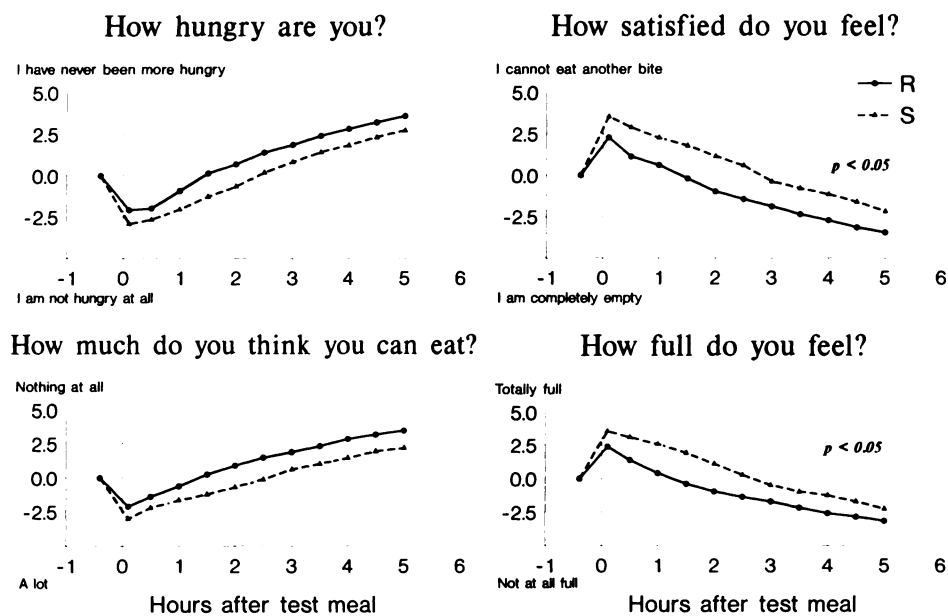 How hungry are you?
I have never been more hungry
5.0
2.5
0.0
-2.5
-1 0 1 2 3 4 5 6
I am not hungry at all
How satisfied do you feel?
I cannot eat another bite
R
S
5.0
2.5
0.0
-2.5
p < 0.05
-1 0 1 2 3 4 5 6
I am completely empty
How much do you think you can eat?
Nothing at all
5.0
2.5
0.0
-2.5
-1 0 1 2 3 4 5 6
A lot
Hours after test meal
How full do you feel?
Totally full
5.0
2.5
0.0
-2.5
p < 0.05
-1 0 1 2 3 4 5 6
Not at all full
Hours after test meal